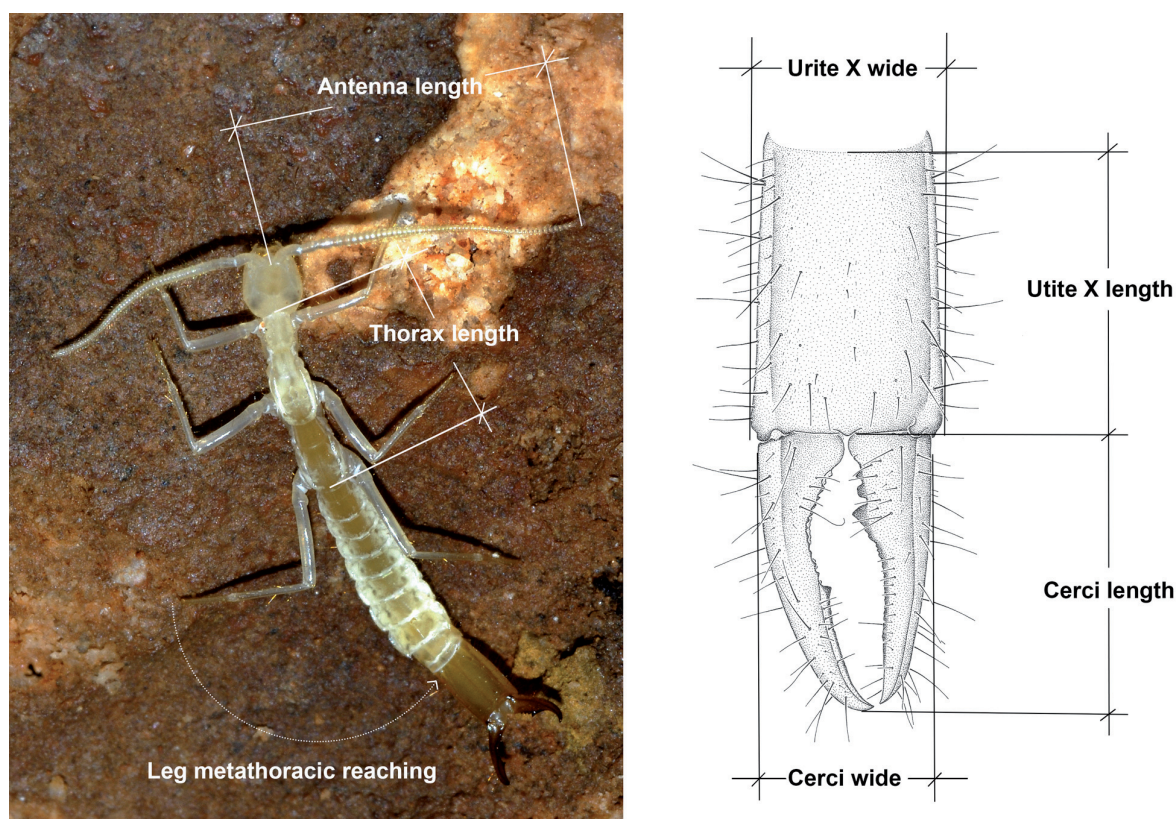 Antenna length
Thorax length
Leg metathoracic reaching
Urite X wide
Utite X length
Cerci length
Cerci wide